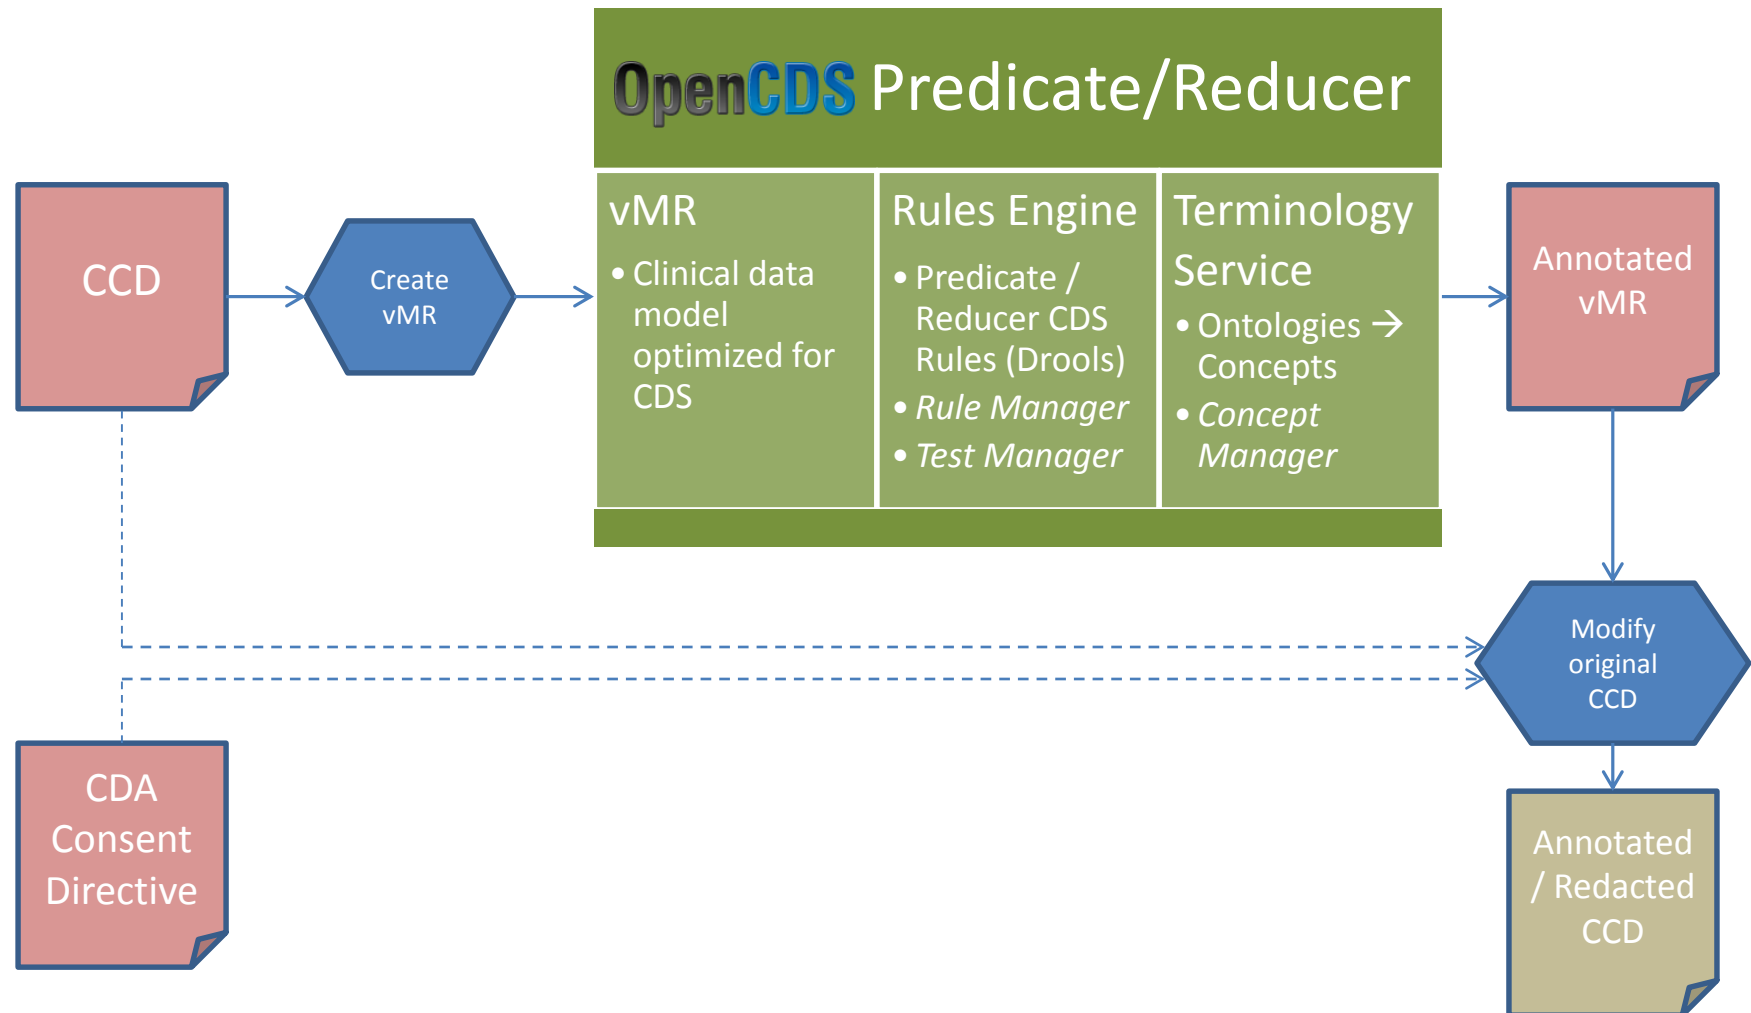 OpenCDS Predicate/Reducer
CCD
Create
vMR
vMR
• Clinical data
model
optimized for
CDS
Rules Engine
• Predicate /
Reducer CDS
Rules (Drools)
• Rule Manager
• Test Manager
Terminology
Service
• Ontologies →
Concepts
• Concept
Manager
Annotated
vMR
Modify
original
CCD
CDA
Consent
Directive
Annotated
/ Redacted
CCD